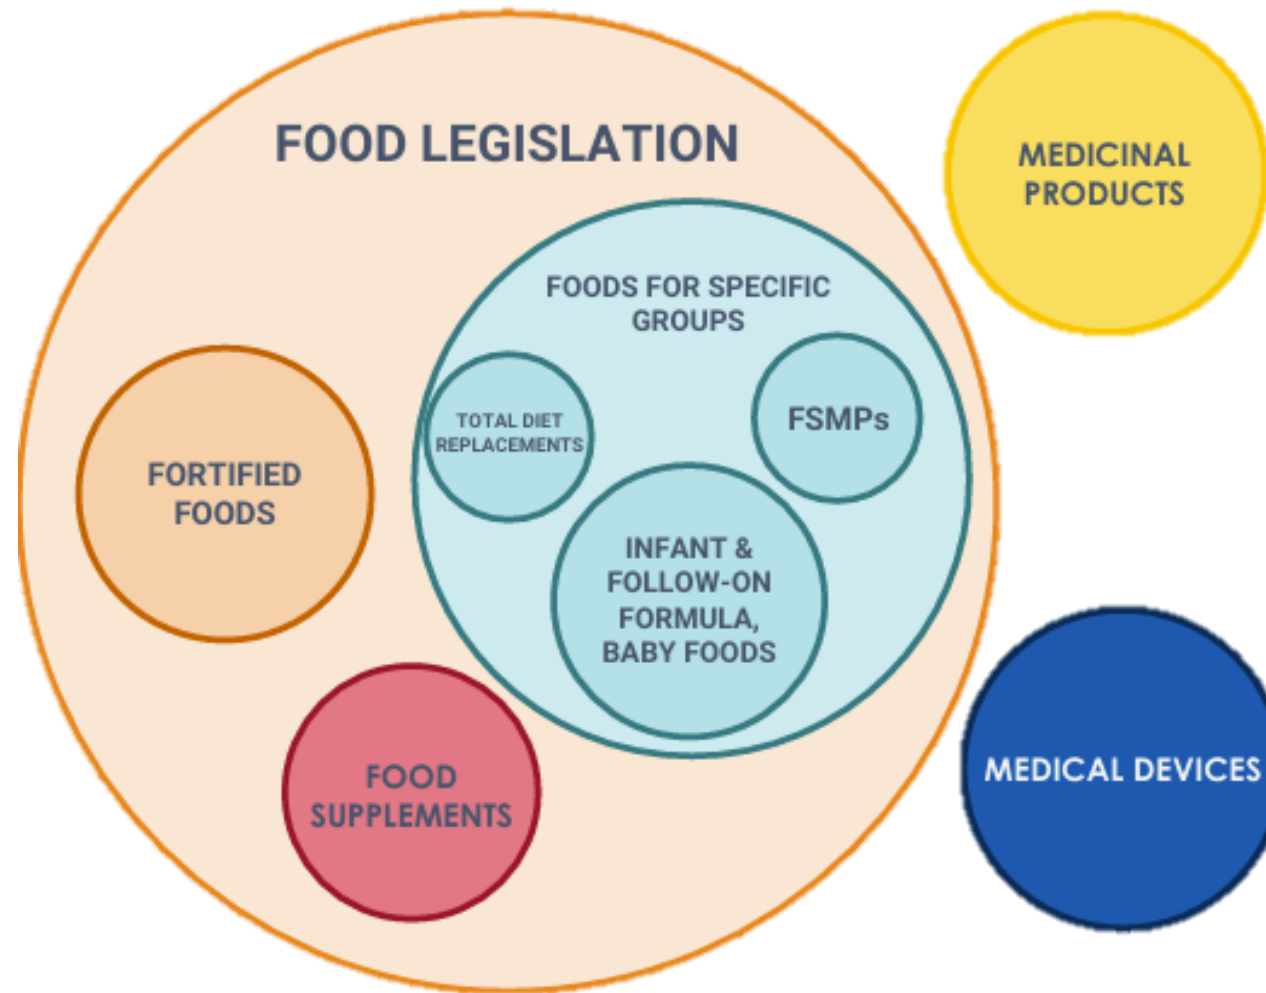 FOOD LEGISLATION
MEDICINAL
PRODUCTS
FOODS FOR SPECIFIC
GROUPS
TOTAL DIET
REPLACEMENTS
FSMPs
FORTIFIED
FOODS
INFANT &
FOLLOW-ON
FORMULA,
BABY FOODS
FOOD
SUPPLEMENTS
MEDICAL DEVICES